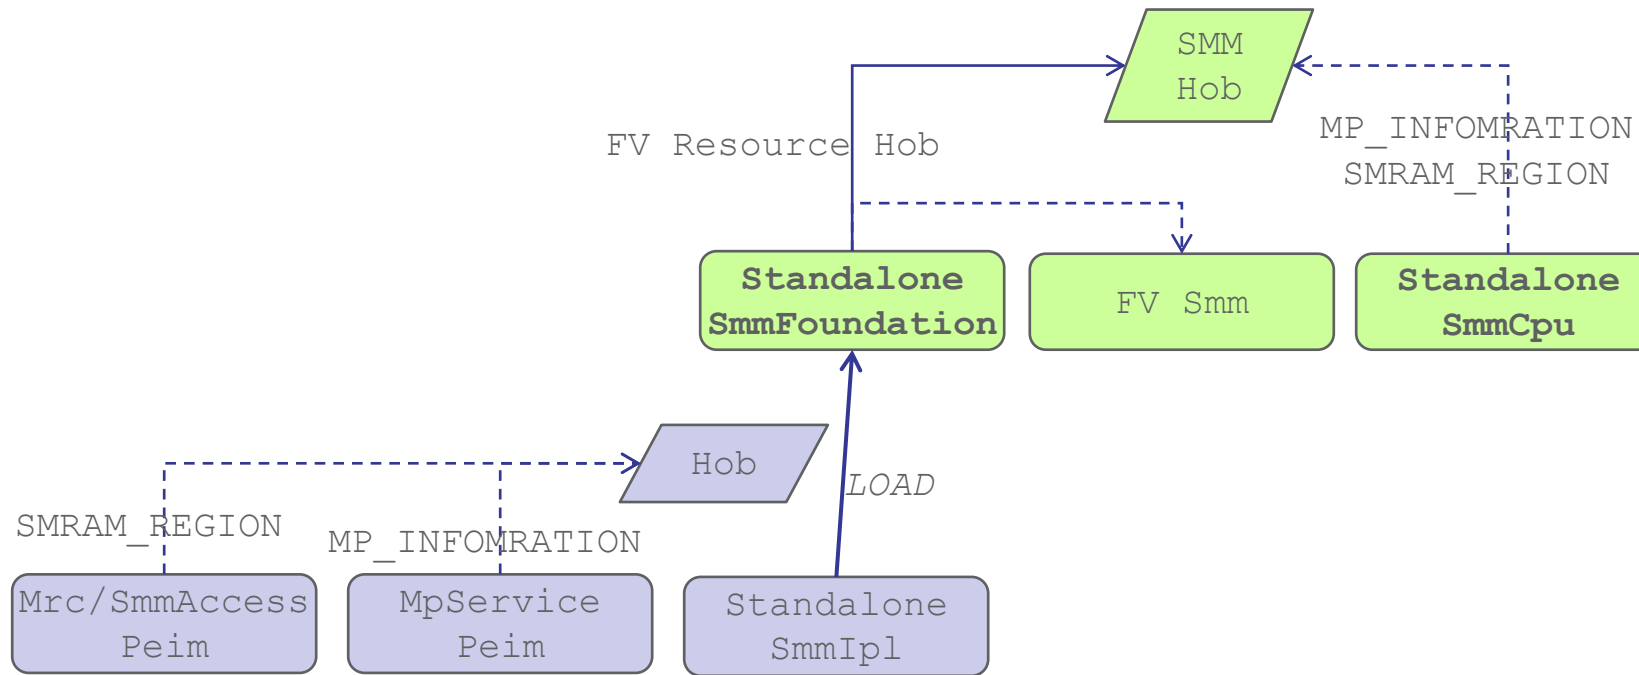 SMM
Hob
FV Resource Hob
MP_INFOMRATION
SMRAM_REGION
Standalone
SmmFoundation
FV Smm
Standalone
SmmCpu
Hob
LOAD
SMRAM_REGION
MP_INFOMRATION
Mrc/SmmAccess
Peim
MpService
Peim
Standalone
SmmIpl